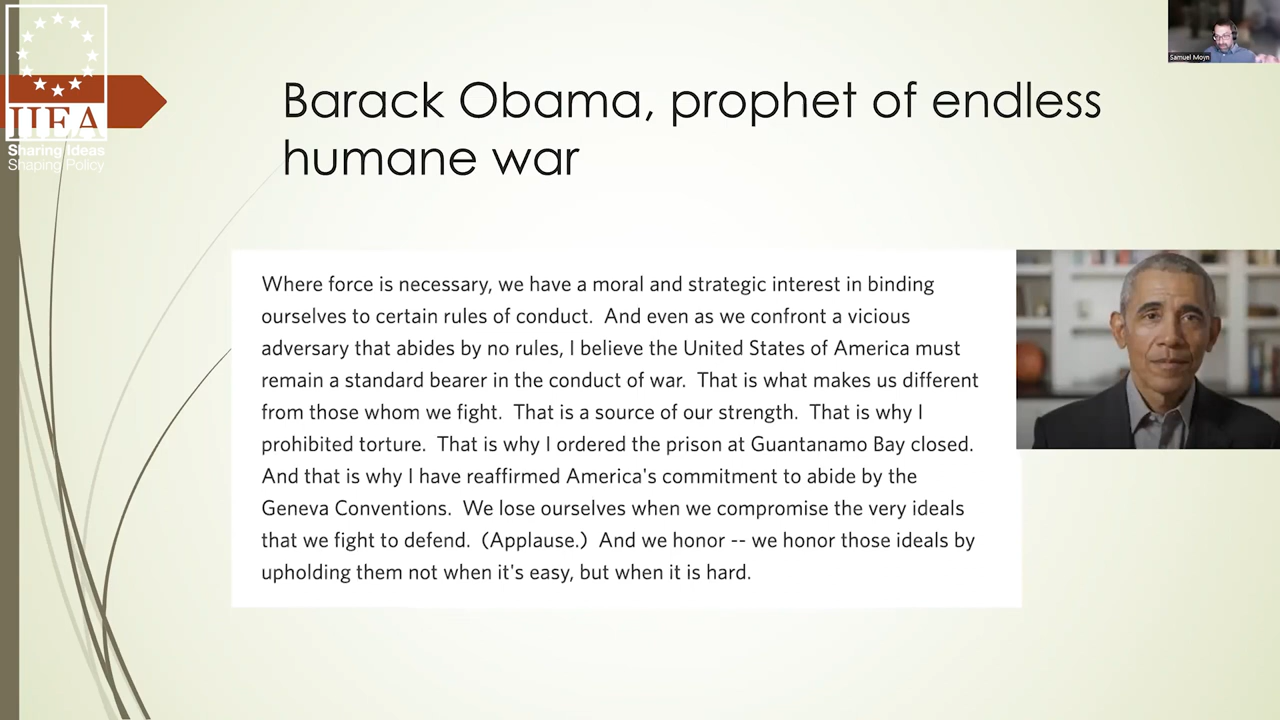 IIEA
Sharing Ideas
Shaping Policy
Samuel Moyn
Barack Obama, prophet of endless
humane war
Where force is necessary, we have a moral and strategic interest in binding
ourselves to certain rules of conduct.  And even as we confront a vicious
adversary that abides by no rules, I believe the United States of America must
remain a standard bearer in the conduct of war.  That is what makes us different
from those whom we fight.  That is a source of our strength.  That is why I
prohibited torture.  That is why I ordered the prison at Guantanamo Bay closed.
And that is why I have reaffirmed America's commitment to abide by the
Geneva Conventions.  We lose ourselves when we compromise the very ideals
that we fight to defend.  (Applause.)  And we honor -- we honor those ideals by
upholding them not when it's easy, but when it is hard.